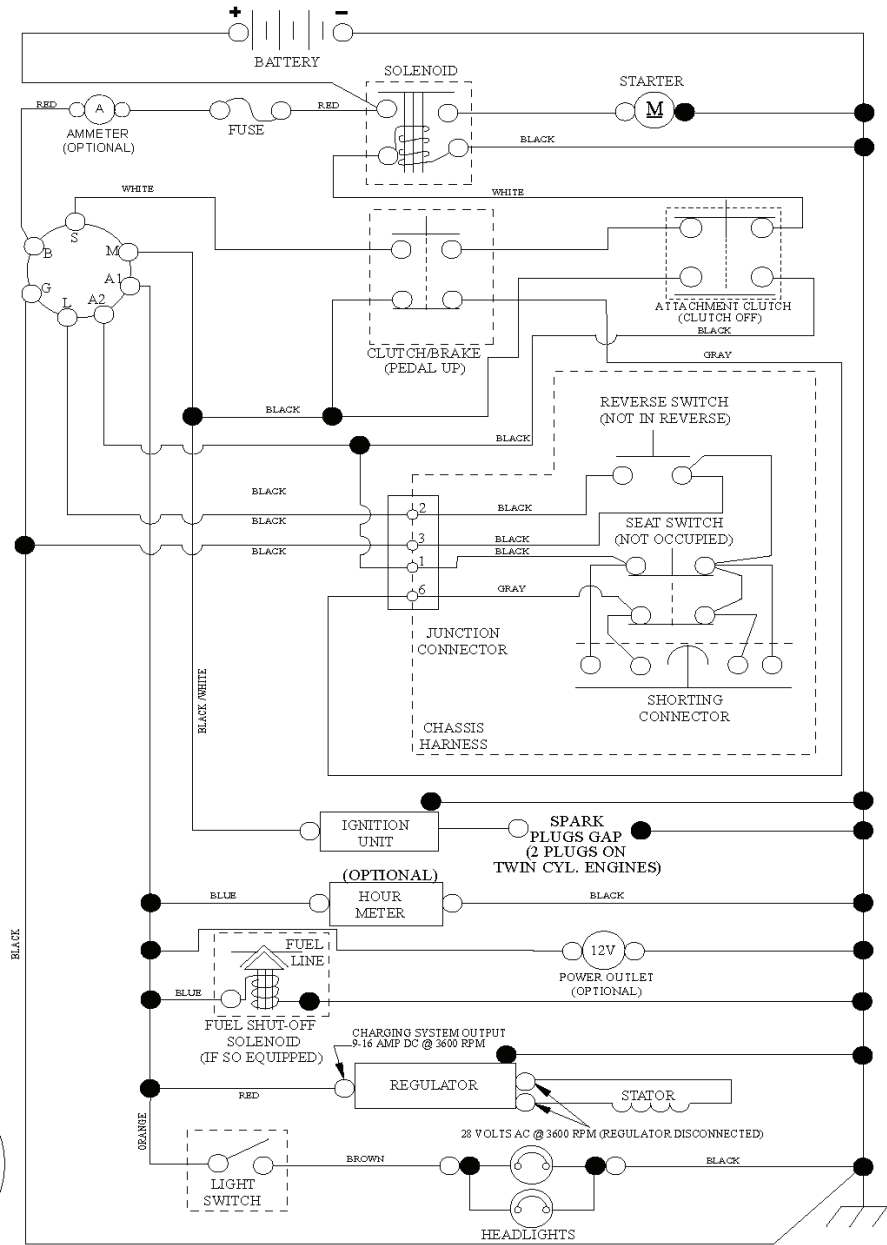 + -
BATTERY
SOLENOID
STARTER
RED
A
RED
M
AMMETER
(OPTIONAL)
FUSE
BLACK
WHITE
WHITE
S
B
M
A1
G
A2
L
ATTACHMENT CLUTCH
(CLUTCH OFF)
BLACK
CLUTCH/BRAKE
(PEDAL UP)
GRAY
REVERSE SWITCH
(NOT IN REVERSE)
BLACK
BLACK
BLACK
2
BLACK
BLACK
SEAT SWITCH
(NOT OCCUPIED)
3
BLACK
BLACK
BLACK
1
6
GRAY
JUNCTION
CONNECTOR
SHORTING
CONNECTOR
BLACK/WHITE
CHASSIS
HARNESS
IGNITION
UNIT
SPARK
PLUGS GAP
(2 PLUGS ON
TWIN CYL. ENGINES)
(OPTIONAL)
BLUE
HOUR
METER
BLACK
BLACK
FUEL
LINE
12V
POWER OUTLET
(OPTIONAL)
BLUE
FUEL SHUT-OFF
SOLENOID
(IF SO EQUIPPED)
CHARGING SYSTEM OUTPUT
9-16 AMP DC @ 3600 RPM
REGULATOR
RED
STATOR
ORANGE
28 VOLTS AC @ 3600 RPM (REGULATOR DISCONNECTED)
BROWN
BLACK
LIGHT
SWITCH
HEADLIGHTS